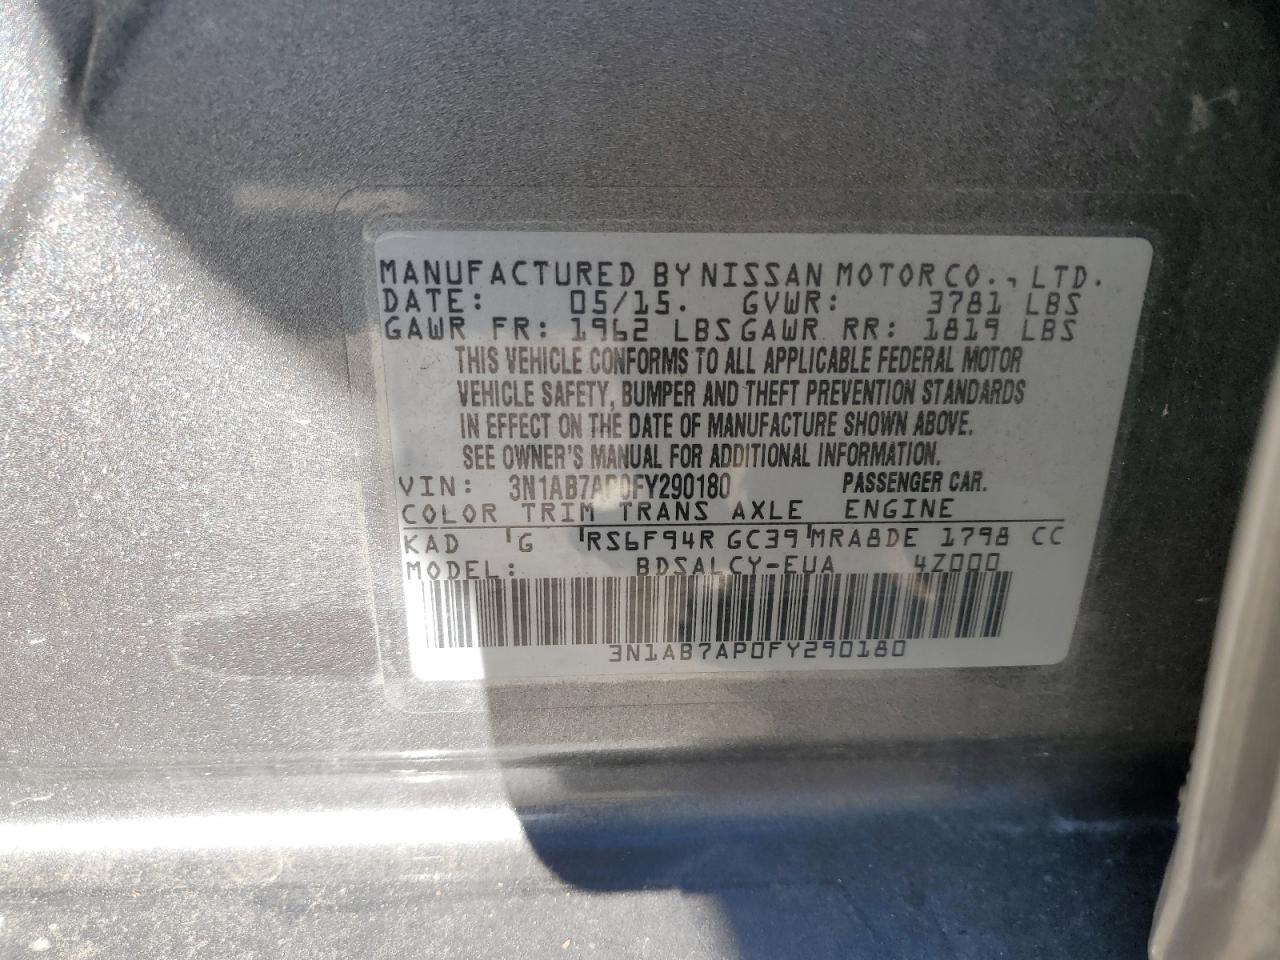 MANUFACTURED BY NISSAN MOTOR CO., LTD.
DATE: 05/15. GVWR: 3781 LBS
GAWR FR: 1962 LBS GAWR RR: 1819 LBS
THIS VEHICLE CONFORMS TO ALL APPLICABLE FEDERAL MOTOR
VEHICLE SAFETY, BUMPER AND THEFT PREVENTION STANDARDS
IN EFFECT ON THE DATE OF MANUFACTURE SHOWN ABOVE.
SEE OWNER'S MANUAL FOR ADDITIONAL INFORMATION.
VIN: 3N1AB7AP0FY290180 PASSENGER CAR.
COLOR TRIM TRANS AXLE ENGINE
KAD G RS6F94R GC39 MRA8DE 1798 CC
MODEL: BDSALCY-EUA 4Z000
3N1AB7AP0FY290180